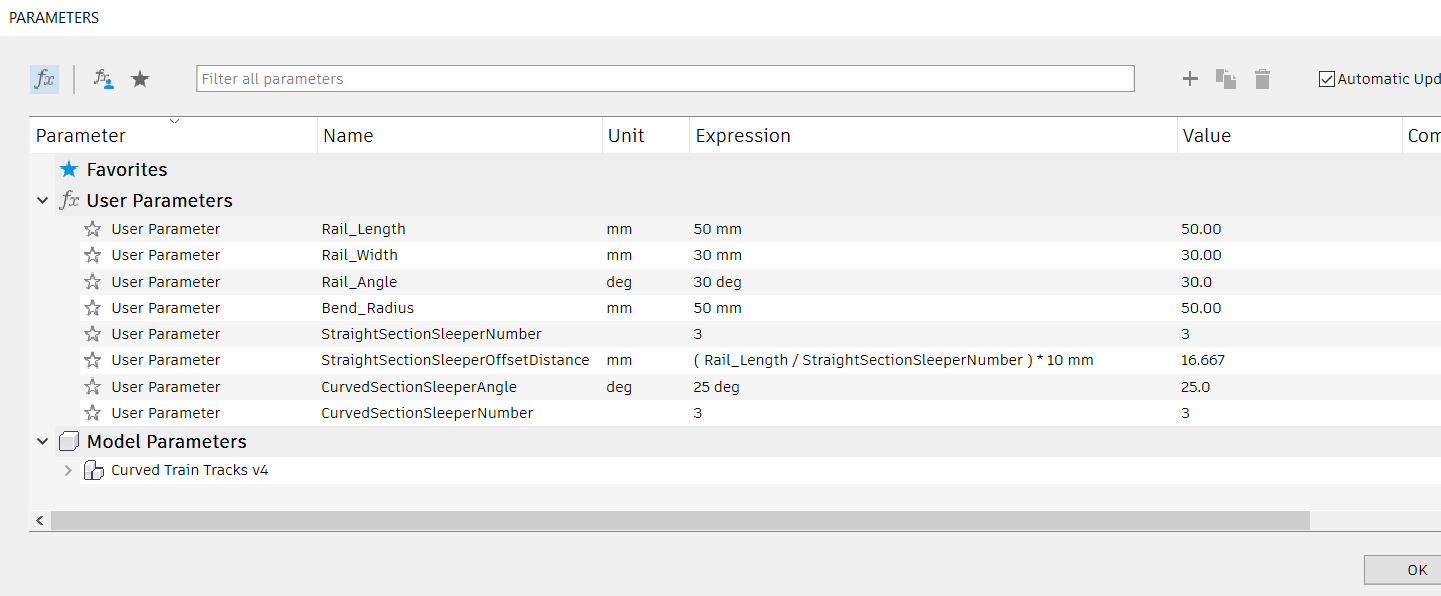 PARAMETERS
fx fx Filter all parameters Automatic Upd
Parameter Name Unit Expression Value Com
Favorites
fx User Parameters
User Parameter Rail_Length mm 50 mm 50.00
User Parameter Rail_Width mm 30 mm 30.00
User Parameter Rail_Angle deg 30 deg 30.0
User Parameter Bend_Radius mm 50 mm 50.00
User Parameter StraightSectionSleeperNumber 3 3
User Parameter StraightSectionSleeperOffsetDistance mm ( Rail_Length / StraightSectionSleeperNumber ) * 10 mm 16.667
User Parameter CurvedSectionSleeperAngle deg 25 deg 25.0
User Parameter CurvedSectionSleeperNumber 3 3
Model Parameters
Curved Train Tracks v4
OK